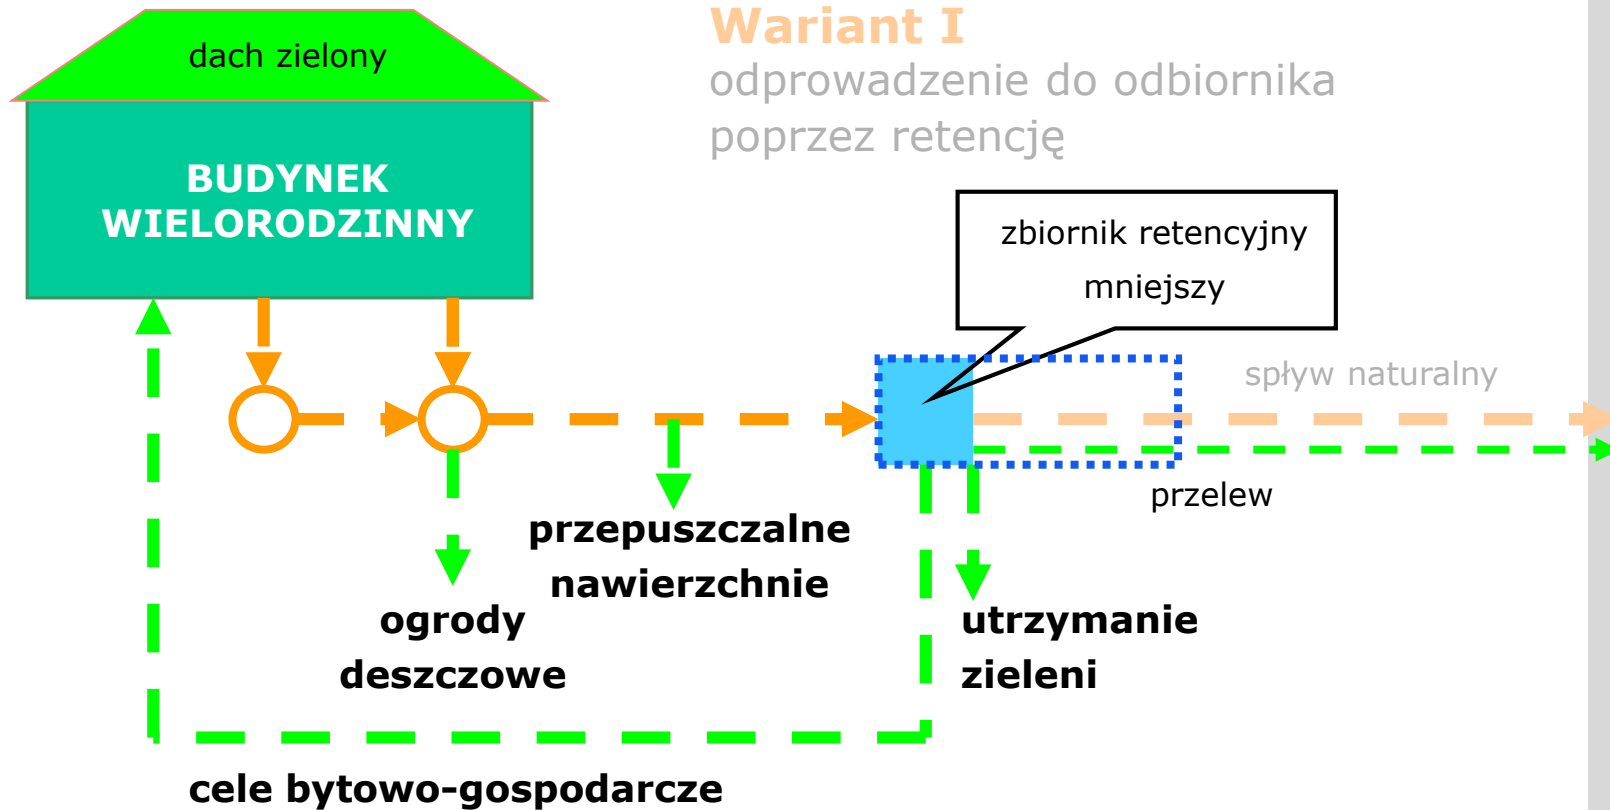 Wariant I
odprowadzenie do odbiornika
poprzez retencję
dach zielony
BUDYNEK
WIELORODZINNY
zbiornik retencyjny
mniejszy
spływ naturalny
przelew
przepuszczalne
nawierzchnie
ogrody
deszczowe
utrzymanie
zieleni
cele bytowo-gospodarcze